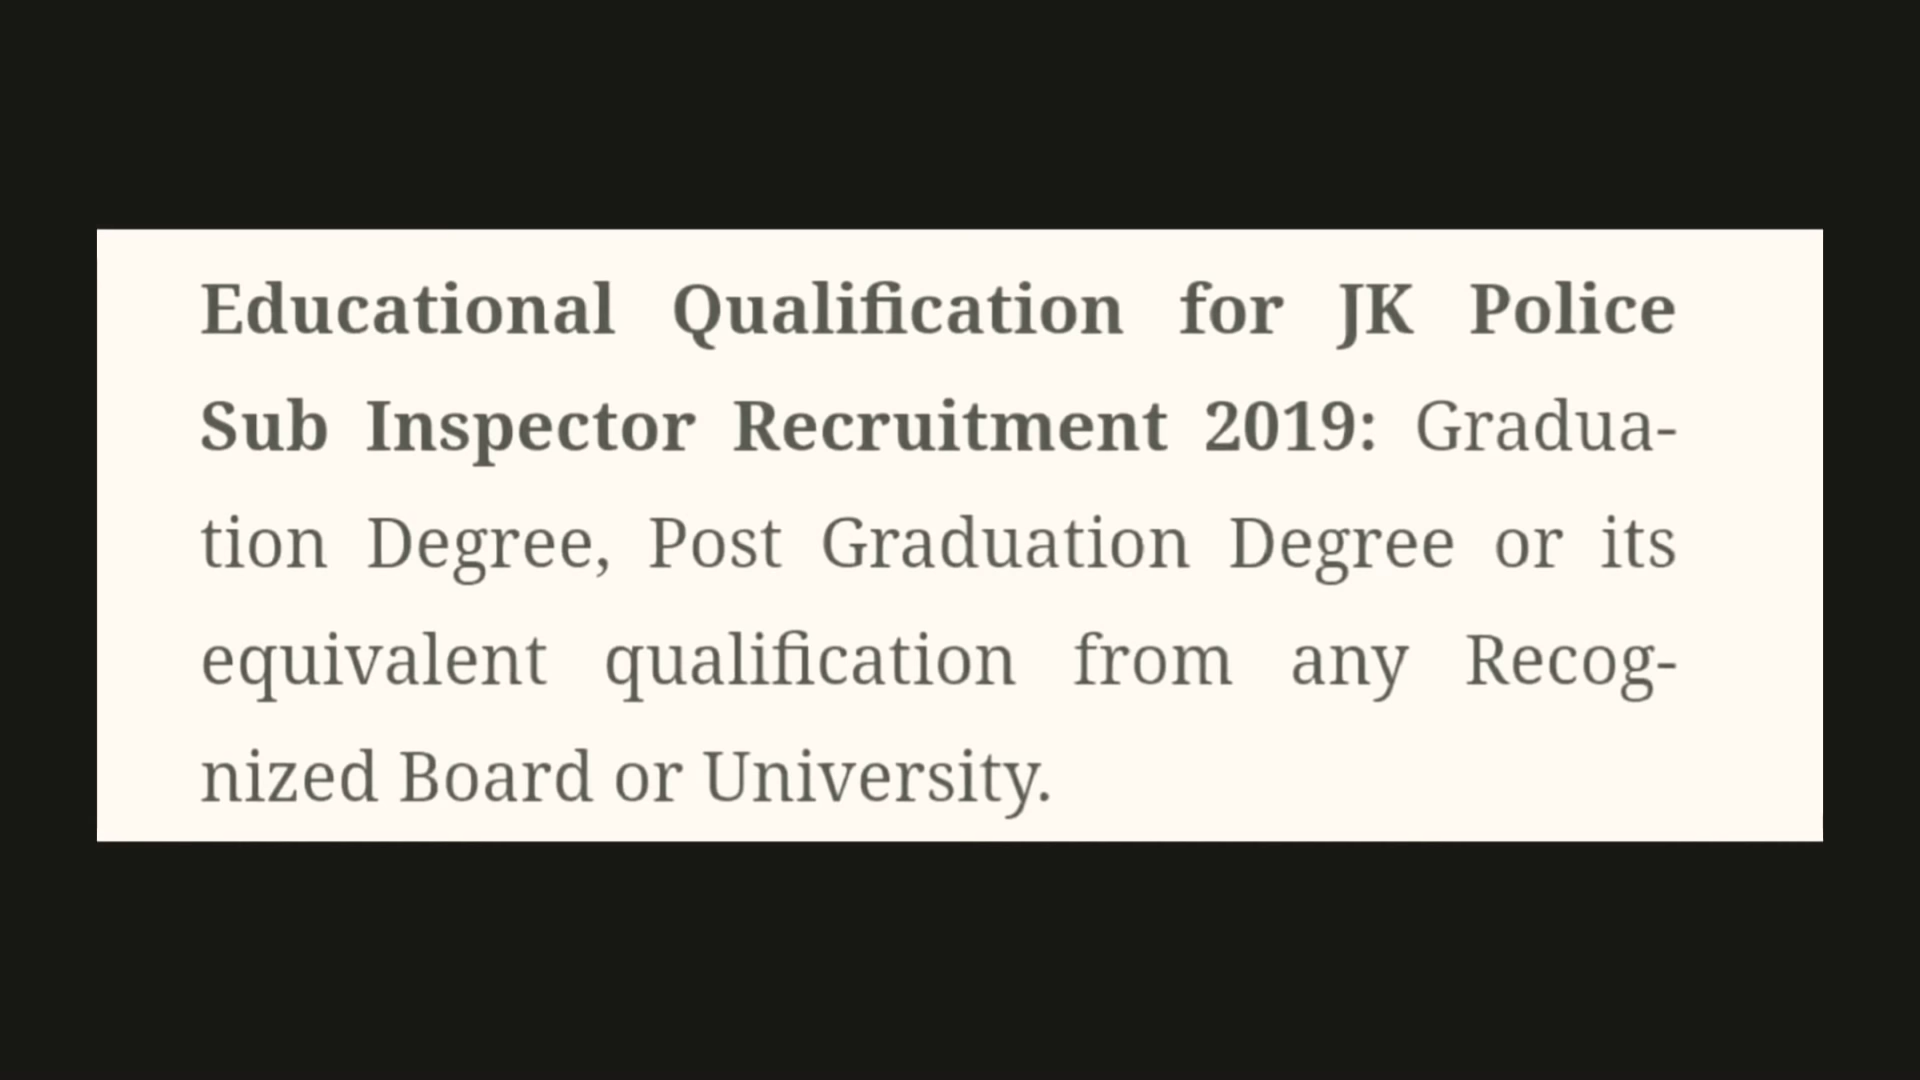 Educational Qualification for JK Police
Sub Inspector Recruitment 2019: Gradua-
tion Degree, Post Graduation Degree or its
equivalent qualification from any Recog-
nized Board or University.